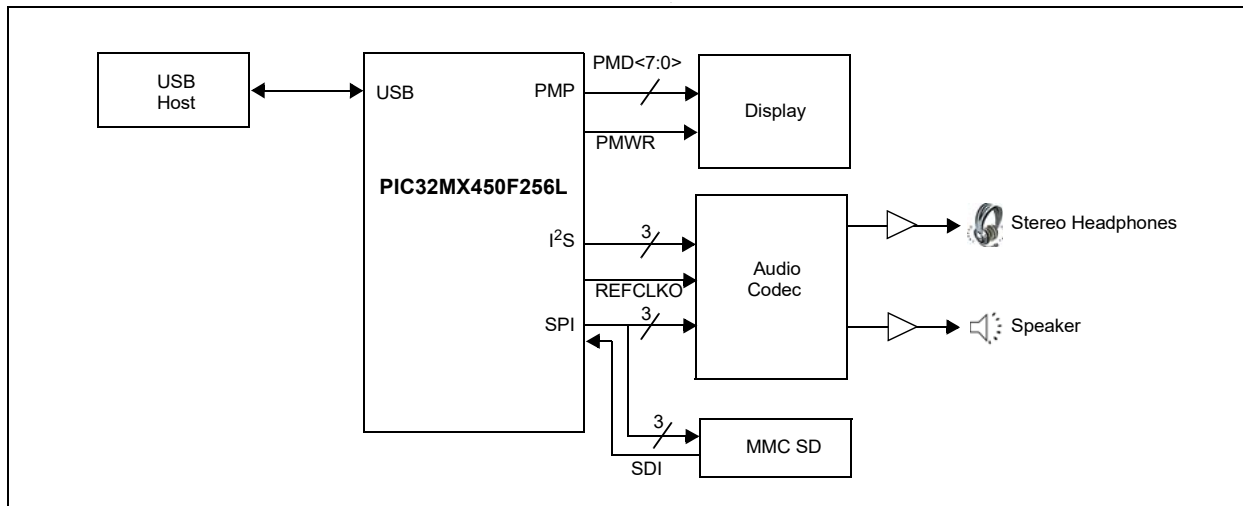 USB
Host
USB
PMP
PMD<7:0>
PMWR
Display
PIC32MX450F256L
I²S
3
REFCLKO
SPI
3
Audio
Codec
Stereo Headphones
Speaker
3
SDI
MMC SD